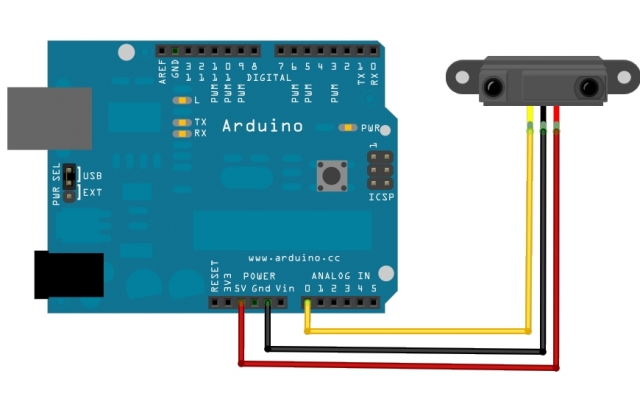 AREF
GND
13
12
11
10
9
8
7
6
5
4
3
2
1
0
PWM
PWM
PWM
PWM
PWM
PWM
TX
RX
DIGITAL
L
TX
RX
Arduino
PWR
1
ICSP
PWR SEL
USB
EXT
www.arduino.cc
POWER
ANALOG IN
RESET
3V3
5V Gnd Vin
0 1 2 3 4 5